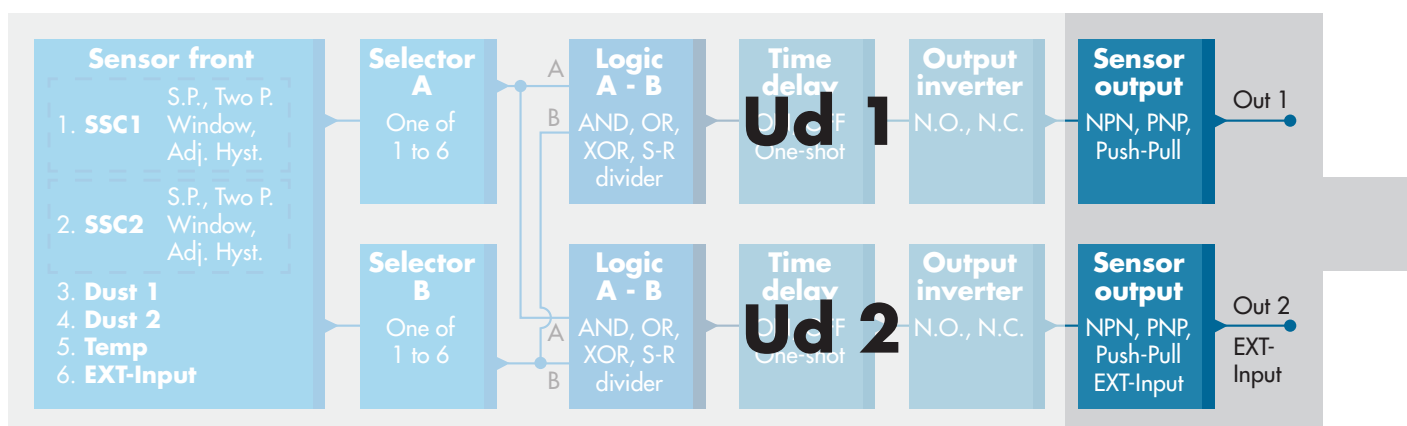 Sensor front
1. SSC1
S.P., Two P.
Window,
Adj. Hyst.
2. SSC2
S.P., Two P.
Window,
Adj. Hyst.
3. Dust 1
4. Dust 2
5. Temp
6. EXT-Input
Selector
A
One of
1 to 6
Selector
B
One of
1 to 6
A
B
Logic
A - B
AND, OR,
XOR, S-R
divider
A
B
Logic
A - B
AND, OR,
XOR, S-R
divider
Time
delay
One-shot
Ud 1
Time
delay
One-shot
Ud 2
Output
inverter
N.O., N.C.
Output
inverter
N.O., N.C.
Sensor
output
NPN, PNP,
Push-Pull
Out 1
Sensor
output
NPN, PNP,
Push-Pull
EXT-Input
Out 2
EXT-
Input